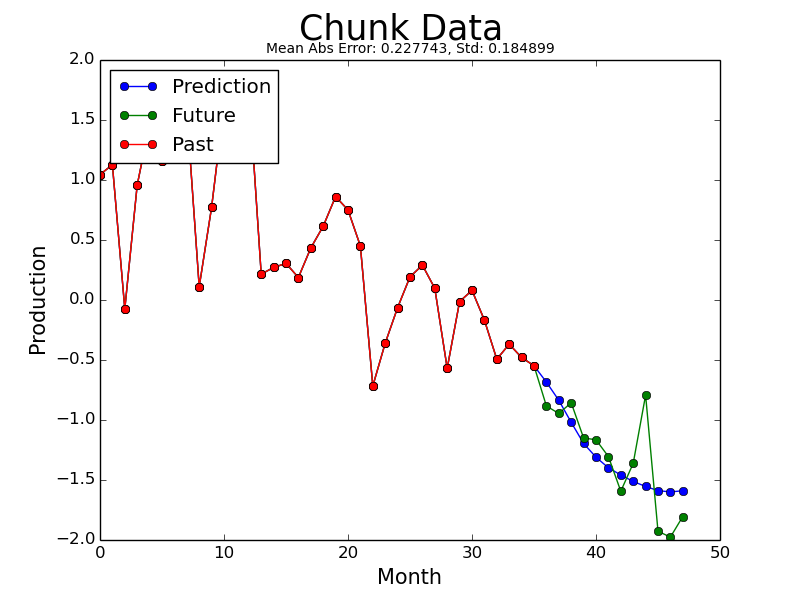 Chunk Data
Mean Abs Error: 0.227743, Std: 0.184899
Prediction
Future
Past
2.0
1.5
1.0
0.5
0.0
−0.5
−1.0
−1.5
−2.0
Production
0
10
20
30
40
50
Month